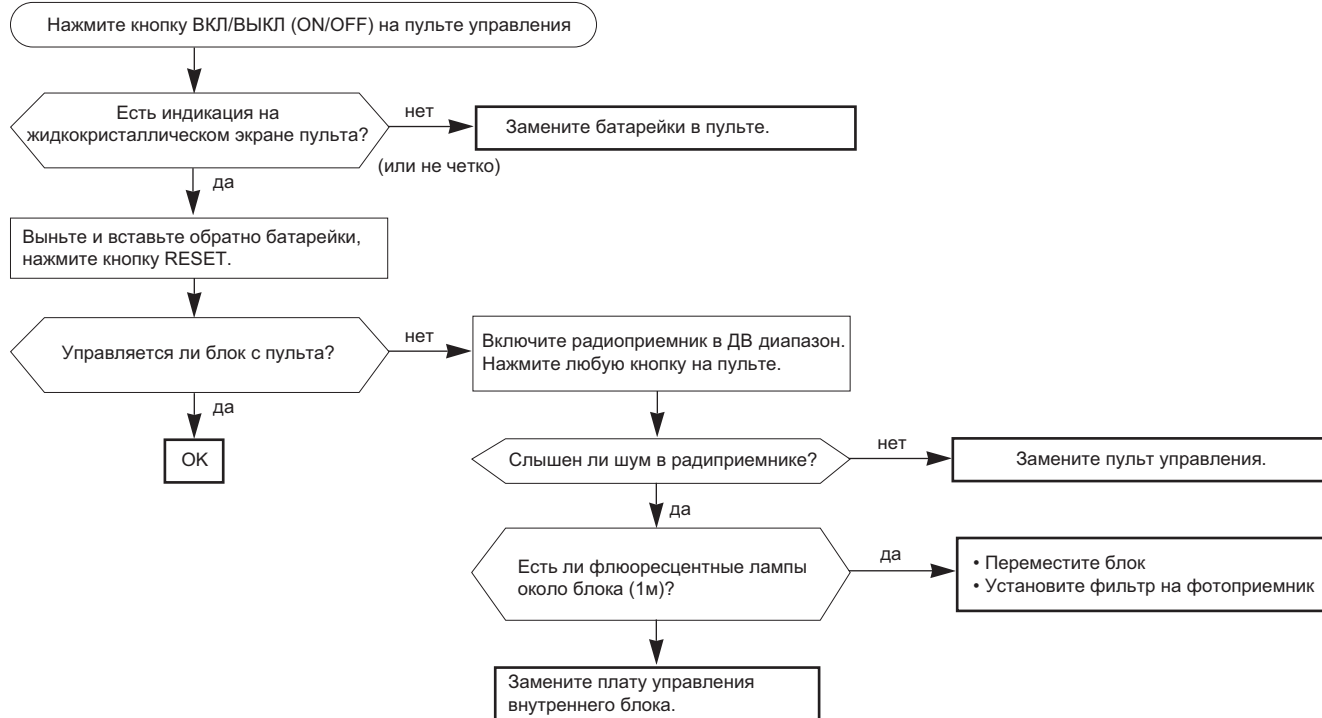 Нажмите кнопку ВКЛ/ВЫКЛ (ON/OFF) на пульте управления
Есть индикация на
жидкокристаллическом экране пульта?
нет
(или не четко)
Замените батарейки в пульте.
да
Выньте и вставьте обратно батарейки,
нажмите кнопку RESET.
Управляется ли блок с пульта?
нет
Включите радиоприемник в ДВ диапазон.
Нажмите любую кнопку на пульте.
да
OK
Слышен ли шум в радиприемнике?
нет
Замените пульт управления.
да
Есть ли флюоресцентные лампы
около блока (1м)?
да
• Переместите блок
• Установите фильтр на фотоприемник
Замените плату управления
внутреннего блока.